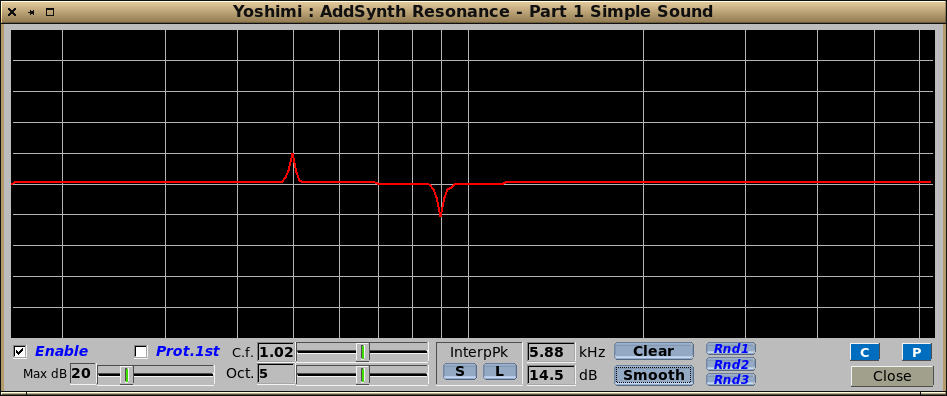 Yoshimi : AddSynth Resonance - Part 1 Simple Sound
Enable Prot.1st C.f. 1.02 InterpPk 5.88 kHz Clear Rnd1 C P
Rnd2
Max dB 20 Oct. 5 S L 14.5 dB Smooth Rnd3 Close